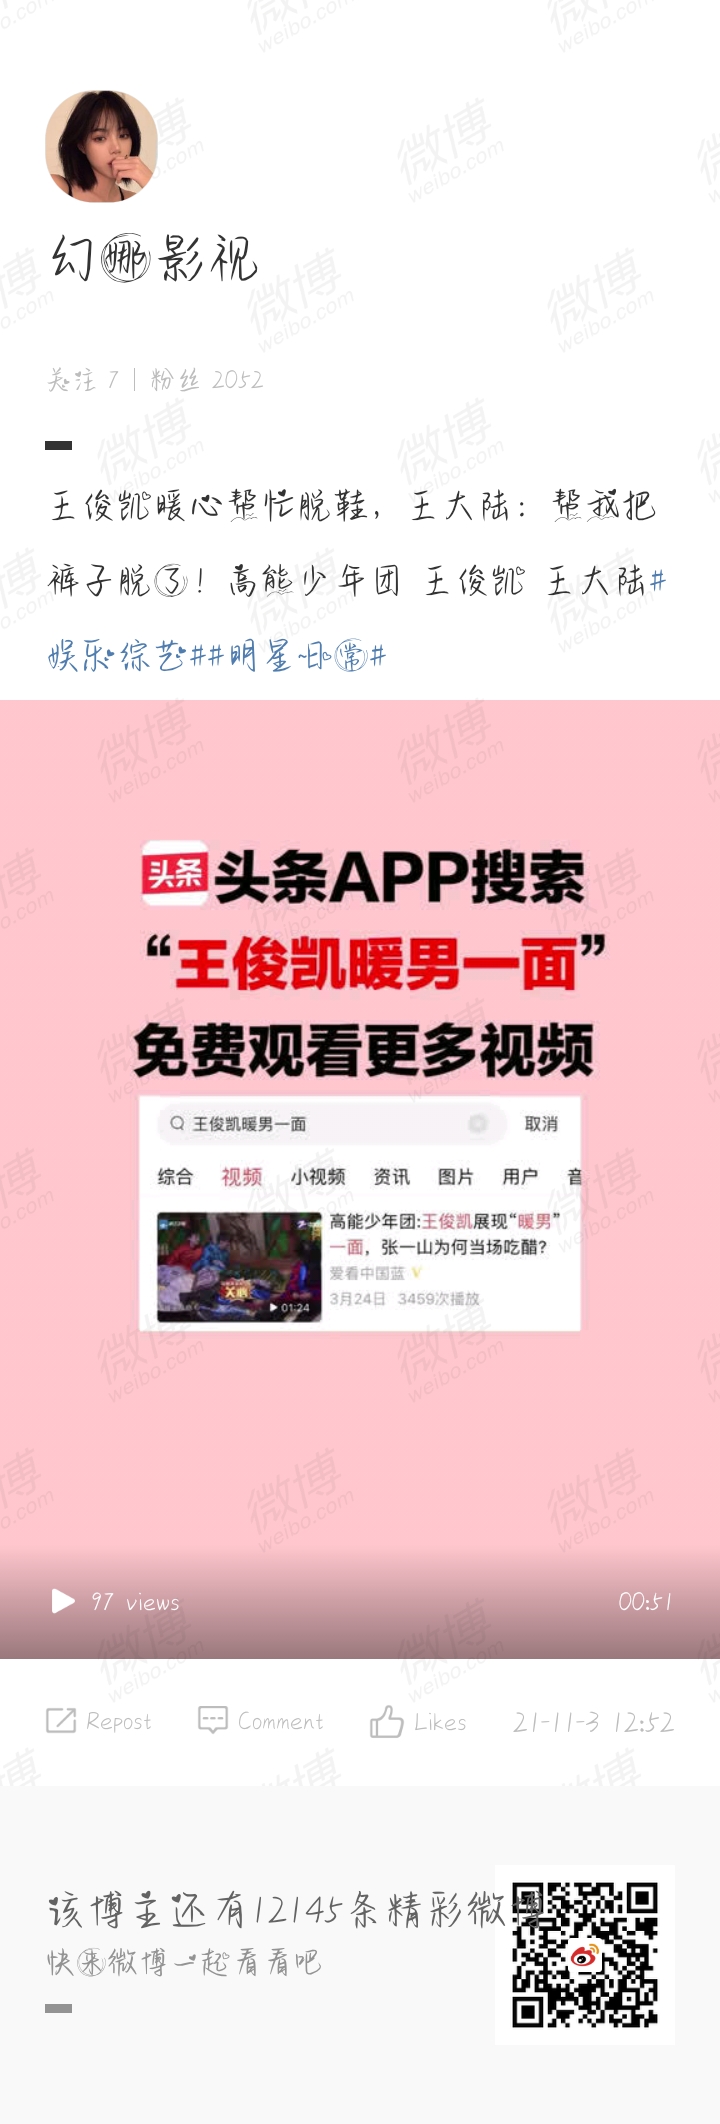 幻娜影视
关注 7 | 粉丝 2052
王俊凯暖心帮忙脱鞋，王大陆：帮我把
裤子脱了！高能少年团 王俊凯 王大陆#
娱乐综艺##明星日常#
头条 头条APP搜索
“王俊凯暖男一面”
免费观看更多视频
王俊凯暖男一面 取消
综合 视频 小视频 资讯 图片 用户 音
高能少年团:王俊凯展现“暖男”
一面，张一山为何当场吃醋?
爱看中国蓝
关心
01:24
3月24日 3459次播放
97 views 00:51
Repost Comment Likes 21-11-3 12:52
该博主还有12145条精彩微博
快来微博一起看看吧
微博
weibo.com